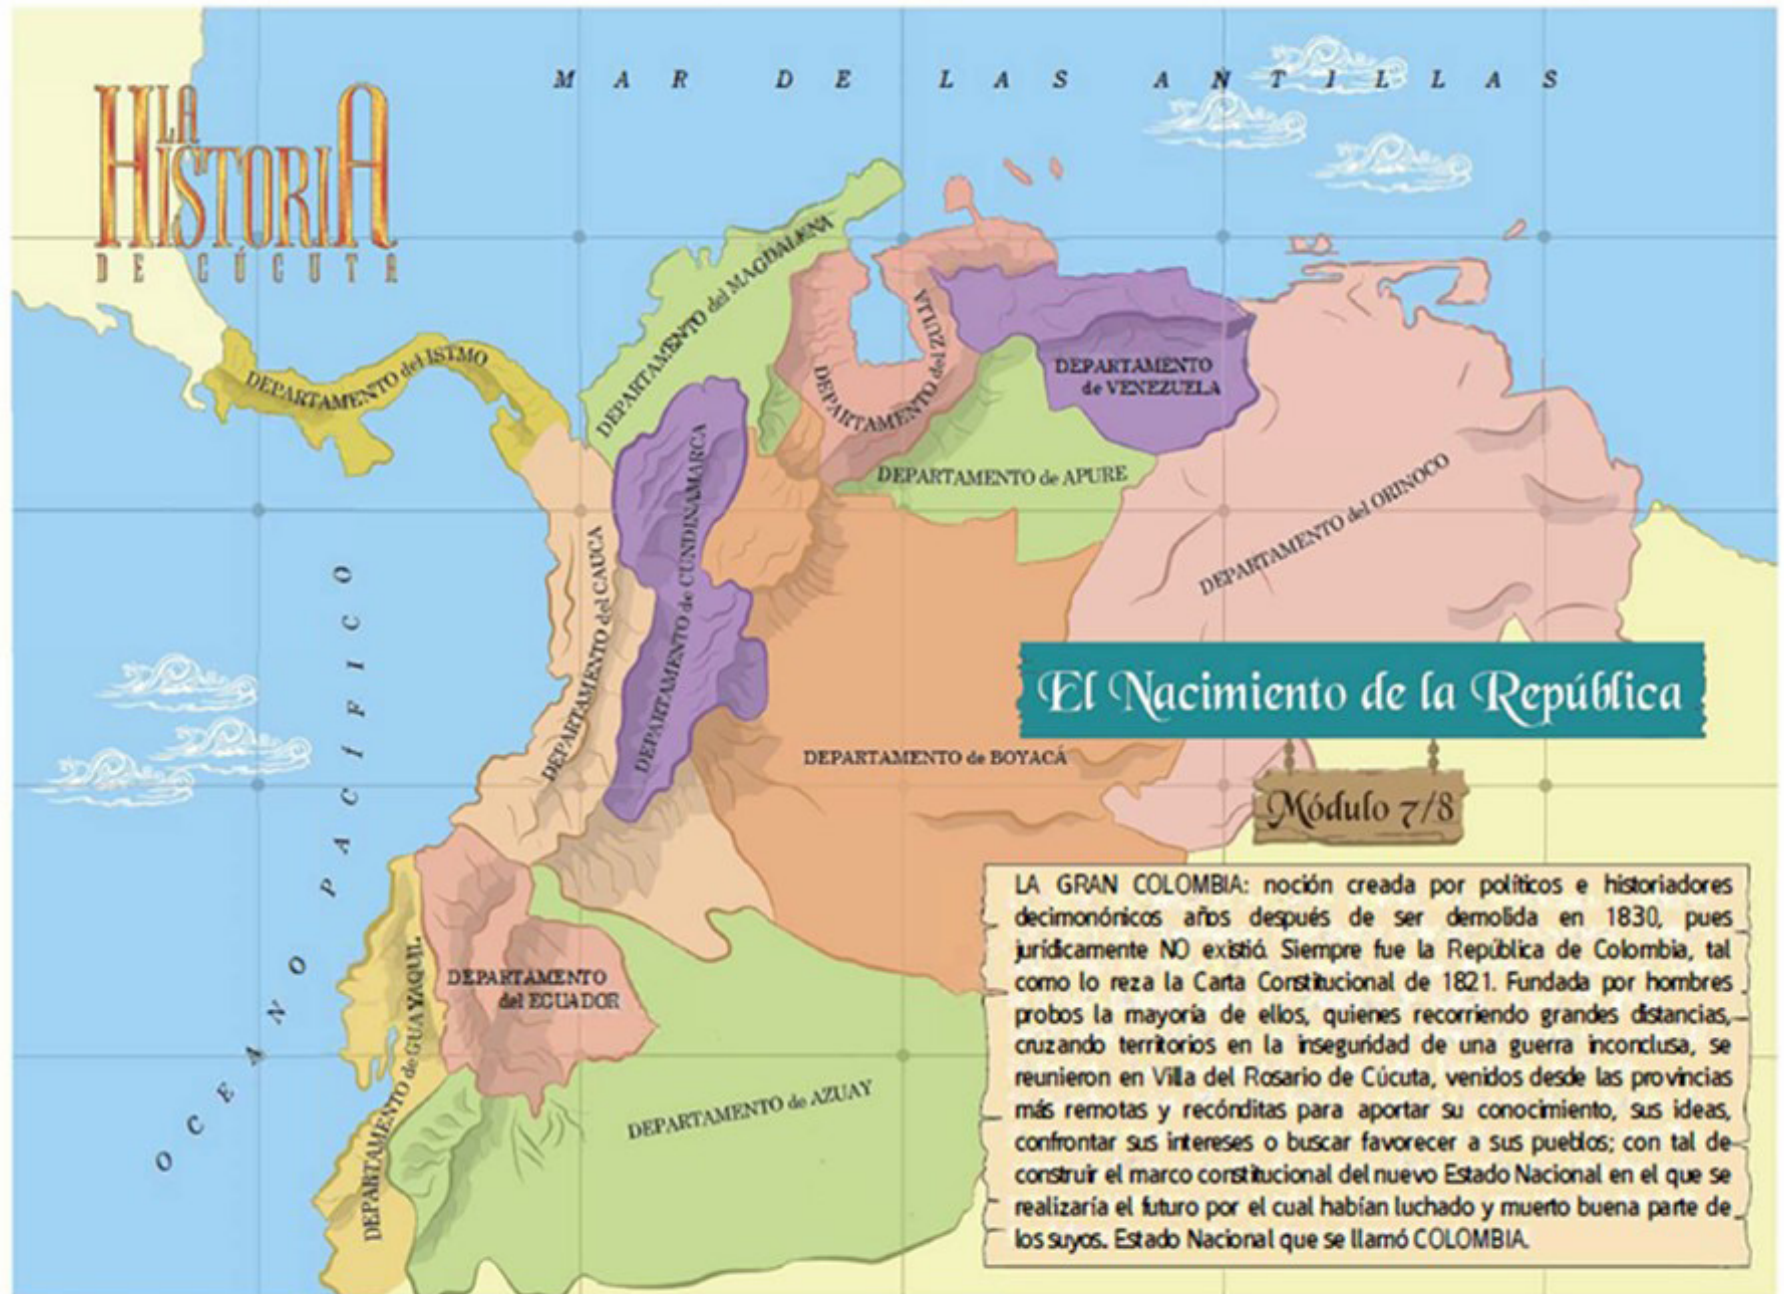 MAR DE LAS ANTILLAS
LA
HISTORIA
DE CÚCUTA
DEPARTAMENTO del MAGDALENA
DEPARTAMENTO del ISTMO
DEPARTAMENTO del ZULIA
DEPARTAMENTO
de VENEZUELA
DEPARTAMENTO de APURE
DEPARTAMENTO del ORINOCO
DEPARTAMENTO de CUNDINAMARCA
DEPARTAMENTO del CAUCA
OCEANO PACÍFICO
El Nacimiento de la República
DEPARTAMENTO de BOYACÁ
Módulo 7/8
DEPARTAMENTO
del ECUADOR
DEPARTAMENTO de GUAYAQUIL
DEPARTAMENTO de AZUAY
LA GRAN COLOMBIA: noción creada por políticos e historiadores
decimonónicos años después de ser demolida en 1830, pues
jurídicamente NO existió. Siempre fue la República de Colombia, tal
como lo reza la Carta Constitucional de 1821. Fundada por hombres
probos la mayoría de ellos, quienes recorriendo grandes distancias,
cruzando territorios en la inseguridad de una guerra inconclusa, se
reunieron en Villa del Rosario de Cúcuta, venidos desde las provincias
más remotas y recónditas para aportar su conocimiento, sus ideas,
confrontar sus intereses o buscar favorecer a sus pueblos; con tal de
construir el marco constitucional del nuevo Estado Nacional en el que se
realizaría el futuro por el cual habían luchado y muerto buena parte de
los suyos. Estado Nacional que se llamó COLOMBIA.